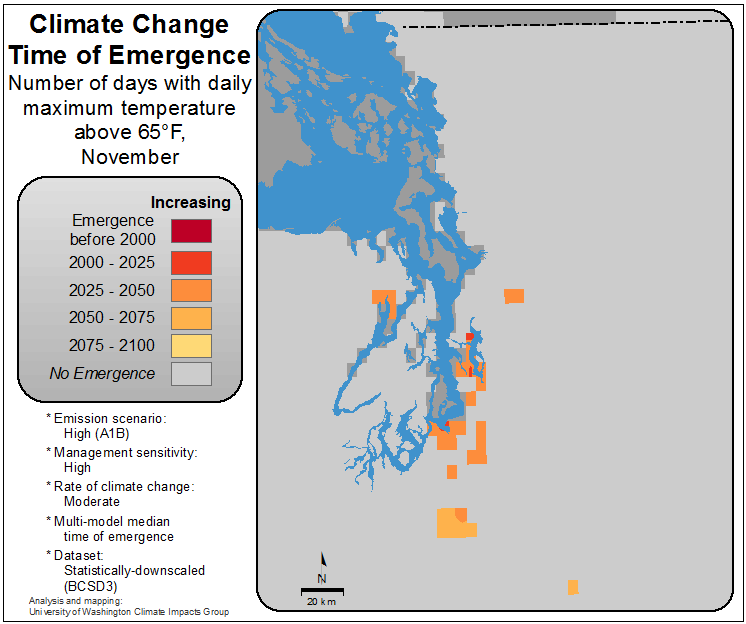 Climate Change
Time of Emergence
Number of days with daily
maximum temperature
above 65°F,
November
Increasing
Emergence
before 2000
2000 - 2025
2025 - 2050
2050 - 2075
2075 - 2100
No Emergence
* Emission scenario:
High (A1B)
* Management sensitivity:
High
* Rate of climate change:
Moderate
* Multi-model median
time of emergence
* Dataset:
Statistically-downscaled
(BCSD3)
Analysis and mapping:
University of Washington Climate Impacts Group
N
20 km